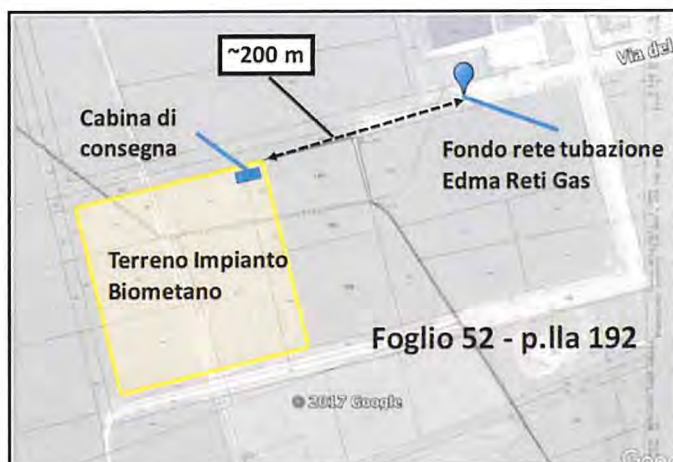 ~200 m
Via del
Cabina di
consegna
Fondo rete tubazione
Edma Reti Gas
Terreno Impianto
Biometano
Foglio 52 - p.lla 192
© 2017 Google
Goo